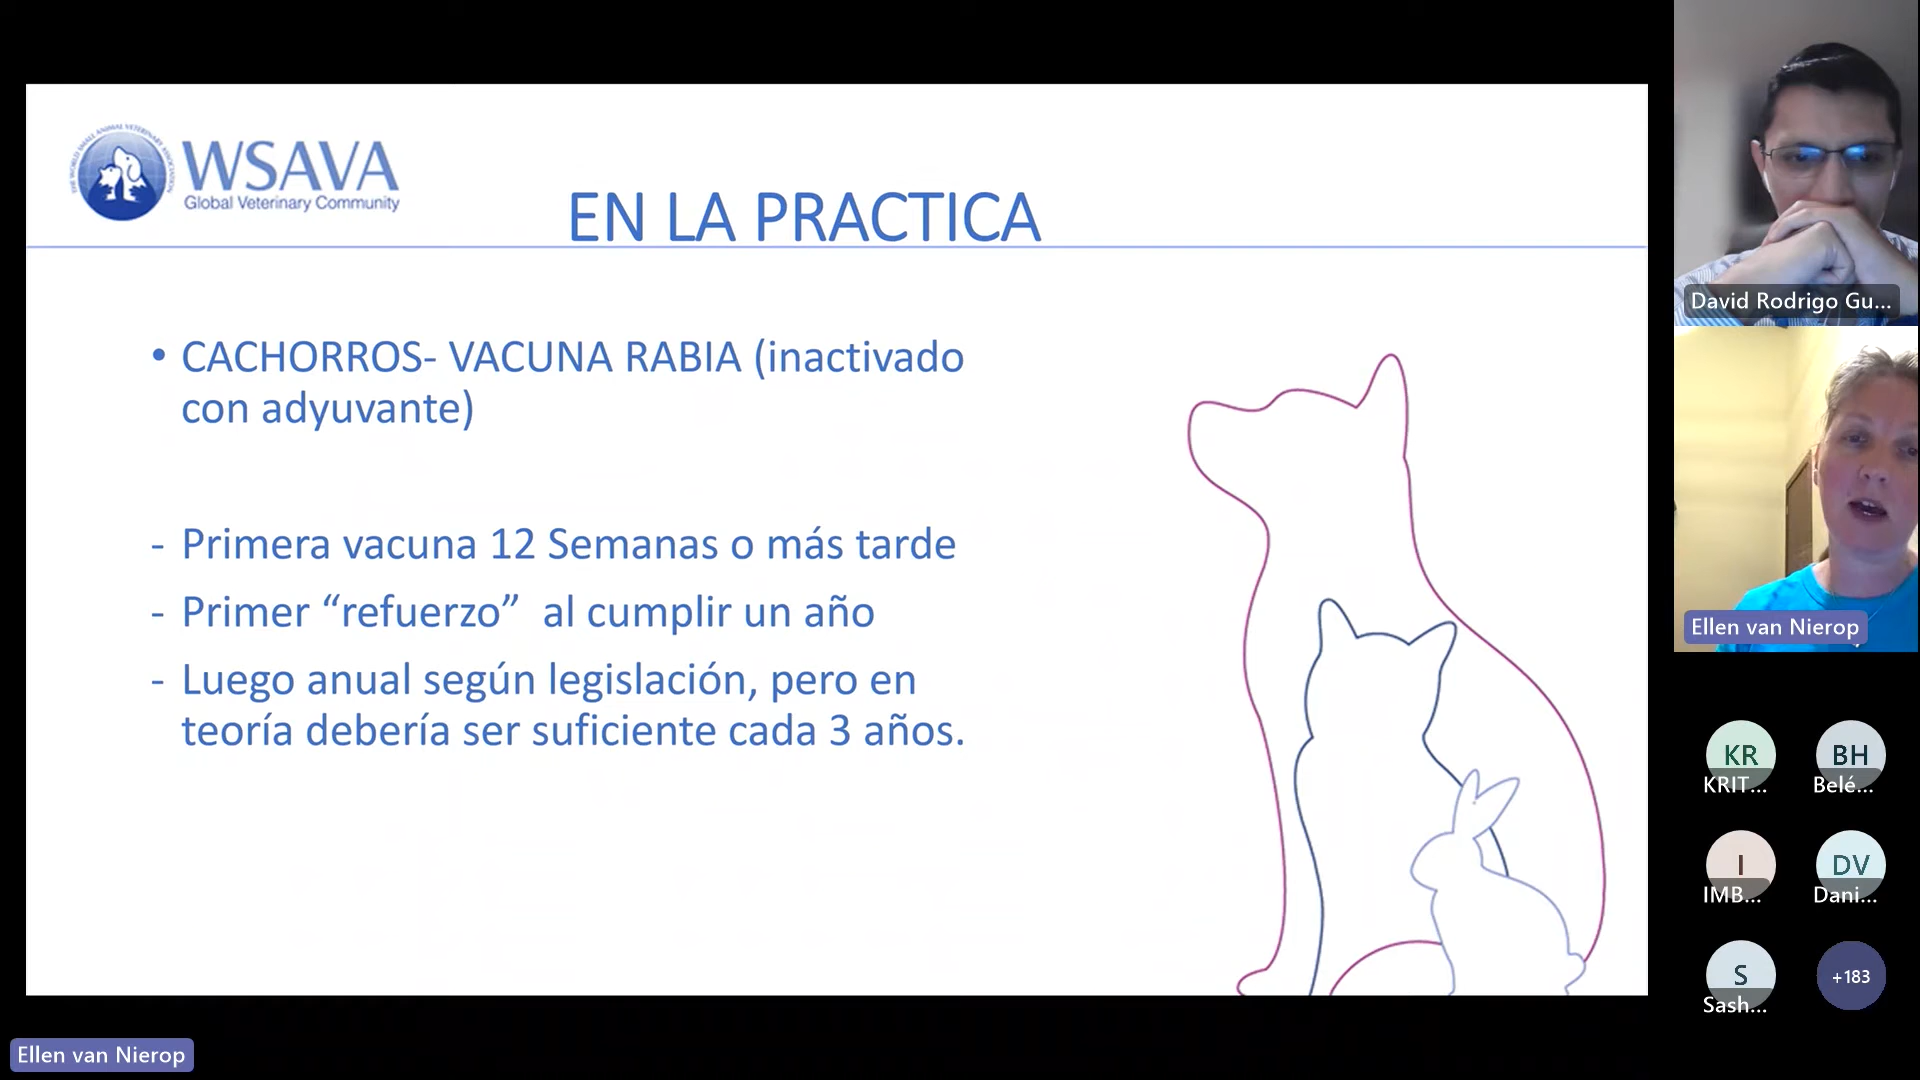 WSAVA
Global Veterinary Community
EN LA PRACTICA
• CACHORROS- VACUNA RABIA (inactivado
con adyuvante)
- Primera vacuna 12 Semanas o más tarde
- Primer “refuerzo” al cumplir un año
- Luego anual según legislación, pero en
teoría debería ser suficiente cada 3 años.
David Rodrigo Gu...
Ellen van Nierop
KR
KRIT...
BH
Belé...
I
IMB...
DV
Dani...
S
Sash...
+183
Ellen van Nierop